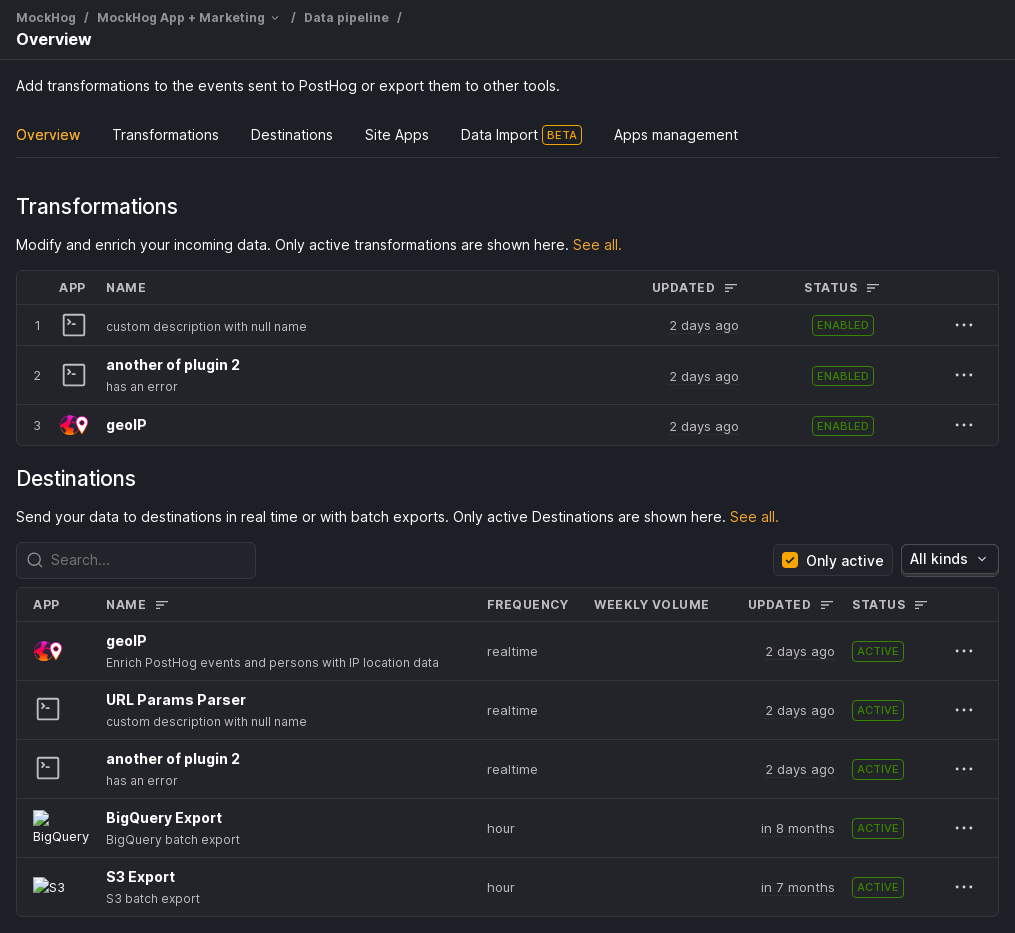 MockHog / MockHog App + Marketing / Data pipeline /
Overview
Add transformations to the events sent to PostHog or export them to other tools.
Overview Transformations Destinations Site Apps Data Import BETA Apps management
Transformations
Modify and enrich your incoming data. Only active transformations are shown here. See all.
APP NAME UPDATED STATUS
1 custom description with null name 2 days ago ENABLED
2 another of plugin 2 2 days ago ENABLED
has an error
3 geoIP 2 days ago ENABLED
Destinations
Send your data to destinations in real time or with batch exports. Only active Destinations are shown here. See all.
Search... Only active All kinds
APP NAME FREQUENCY WEEKLY VOLUME UPDATED STATUS
geoIP realtime 2 days ago ACTIVE
Enrich PostHog events and persons with IP location data
URL Params Parser realtime 2 days ago ACTIVE
custom description with null name
another of plugin 2 realtime 2 days ago ACTIVE
has an error
BigQuery BigQuery Export hour in 8 months ACTIVE
BigQuery batch export
S3 S3 Export hour in 7 months ACTIVE
S3 batch export